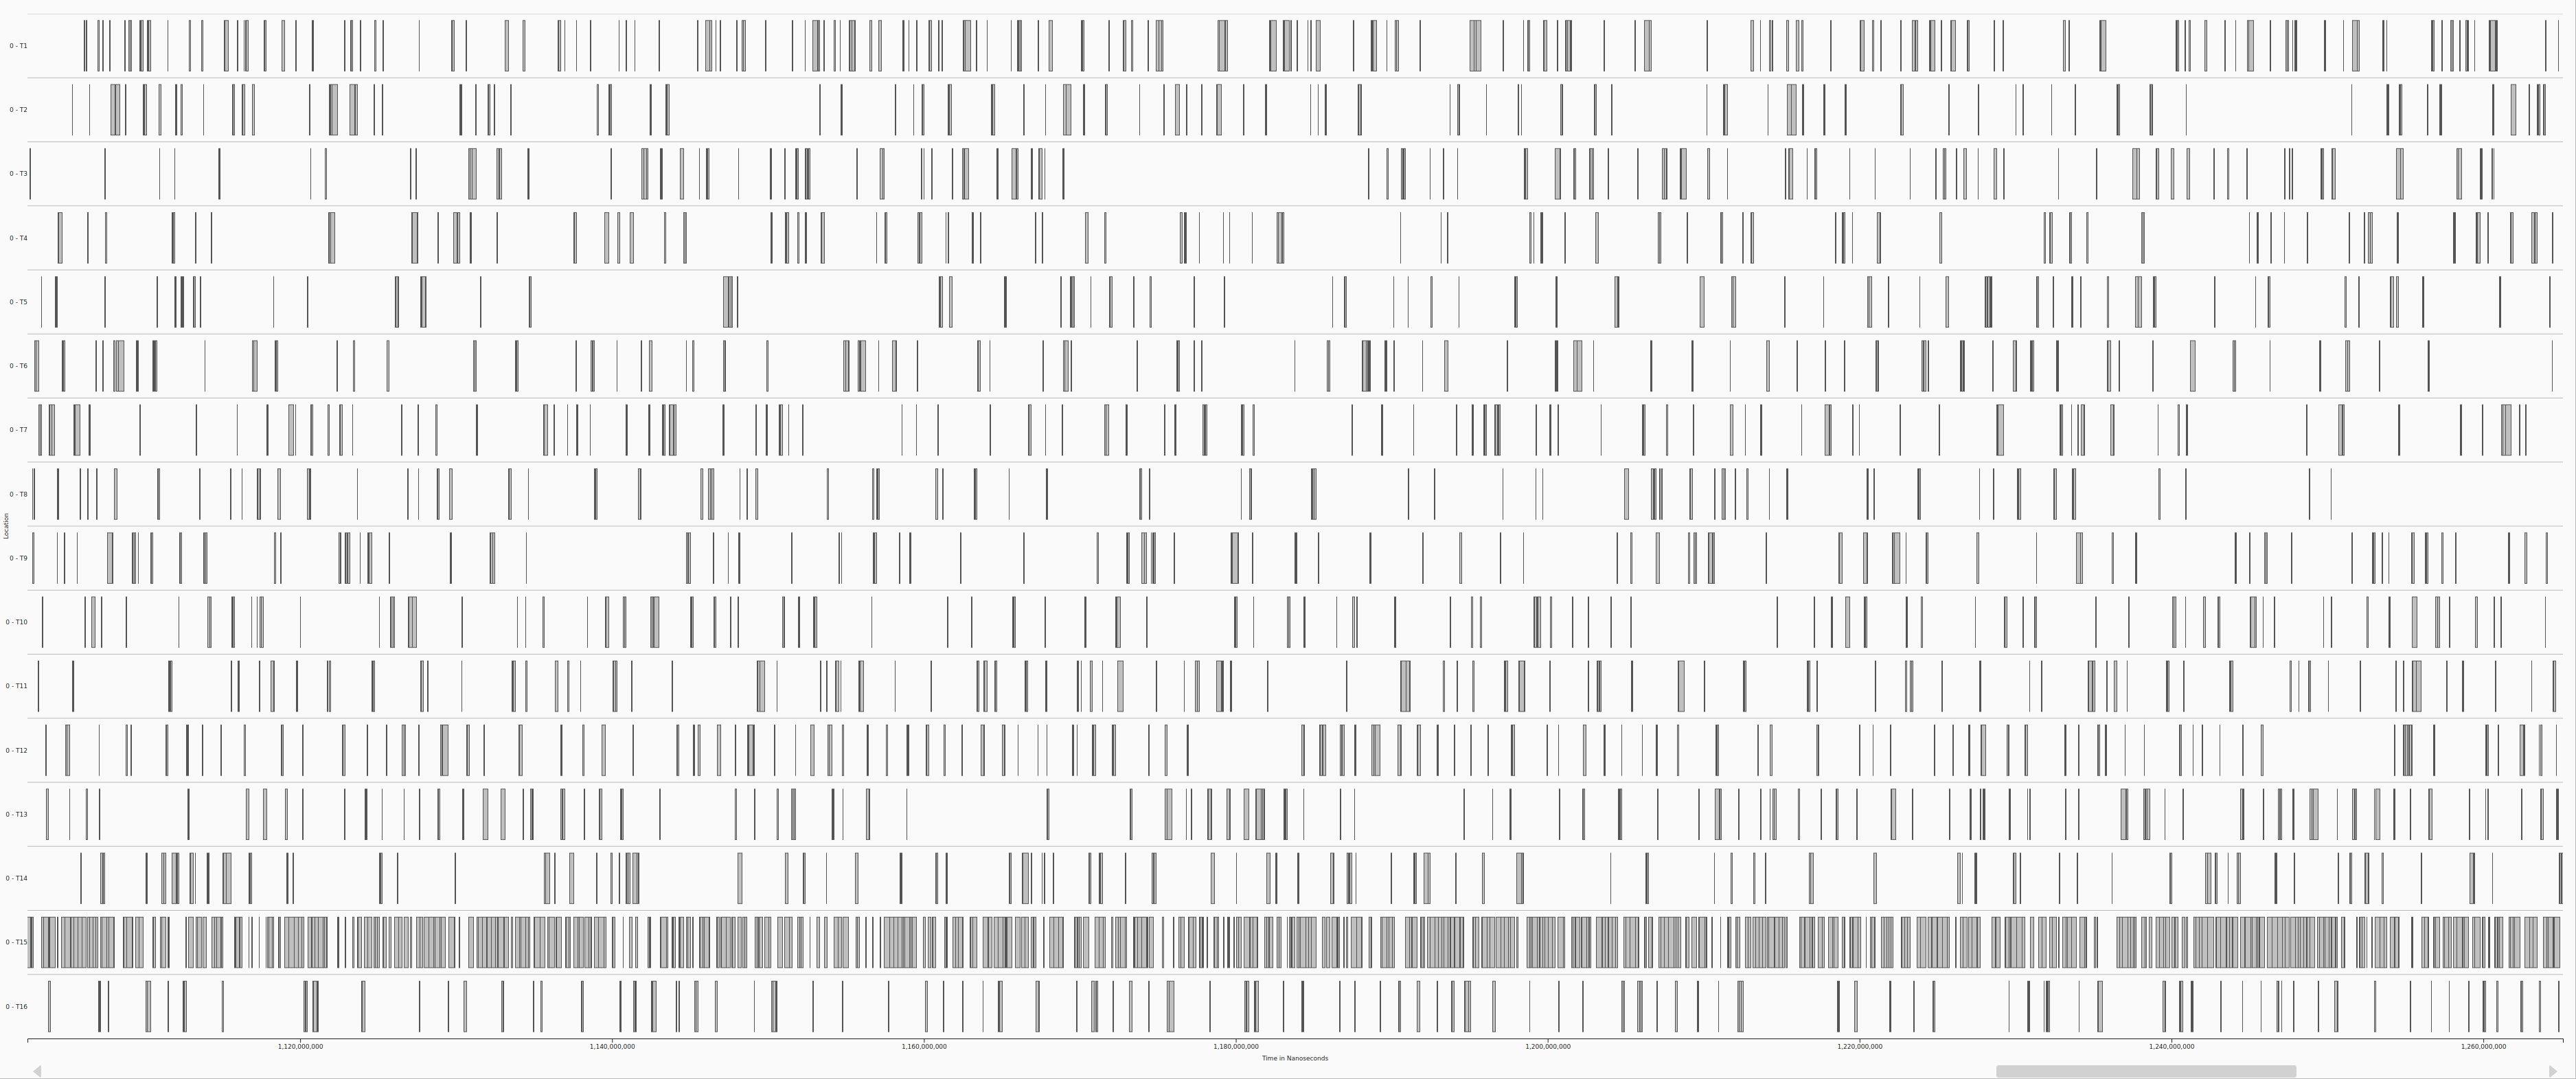 0 - T1
0 - T2
0 - T3
0 - T4
0 - T5
0 - T6
0 - T7
0 - T8
Location
0 - T9
0 - T10
0 - T11
0 - T12
0 - T13
0 - T14
0 - T15
0 - T16
1,120,000,000 1,140,000,000 1,160,000,000 1,180,000,000 1,200,000,000 1,220,000,000 1,240,000,000 1,260,000,000
Time in Nanoseconds